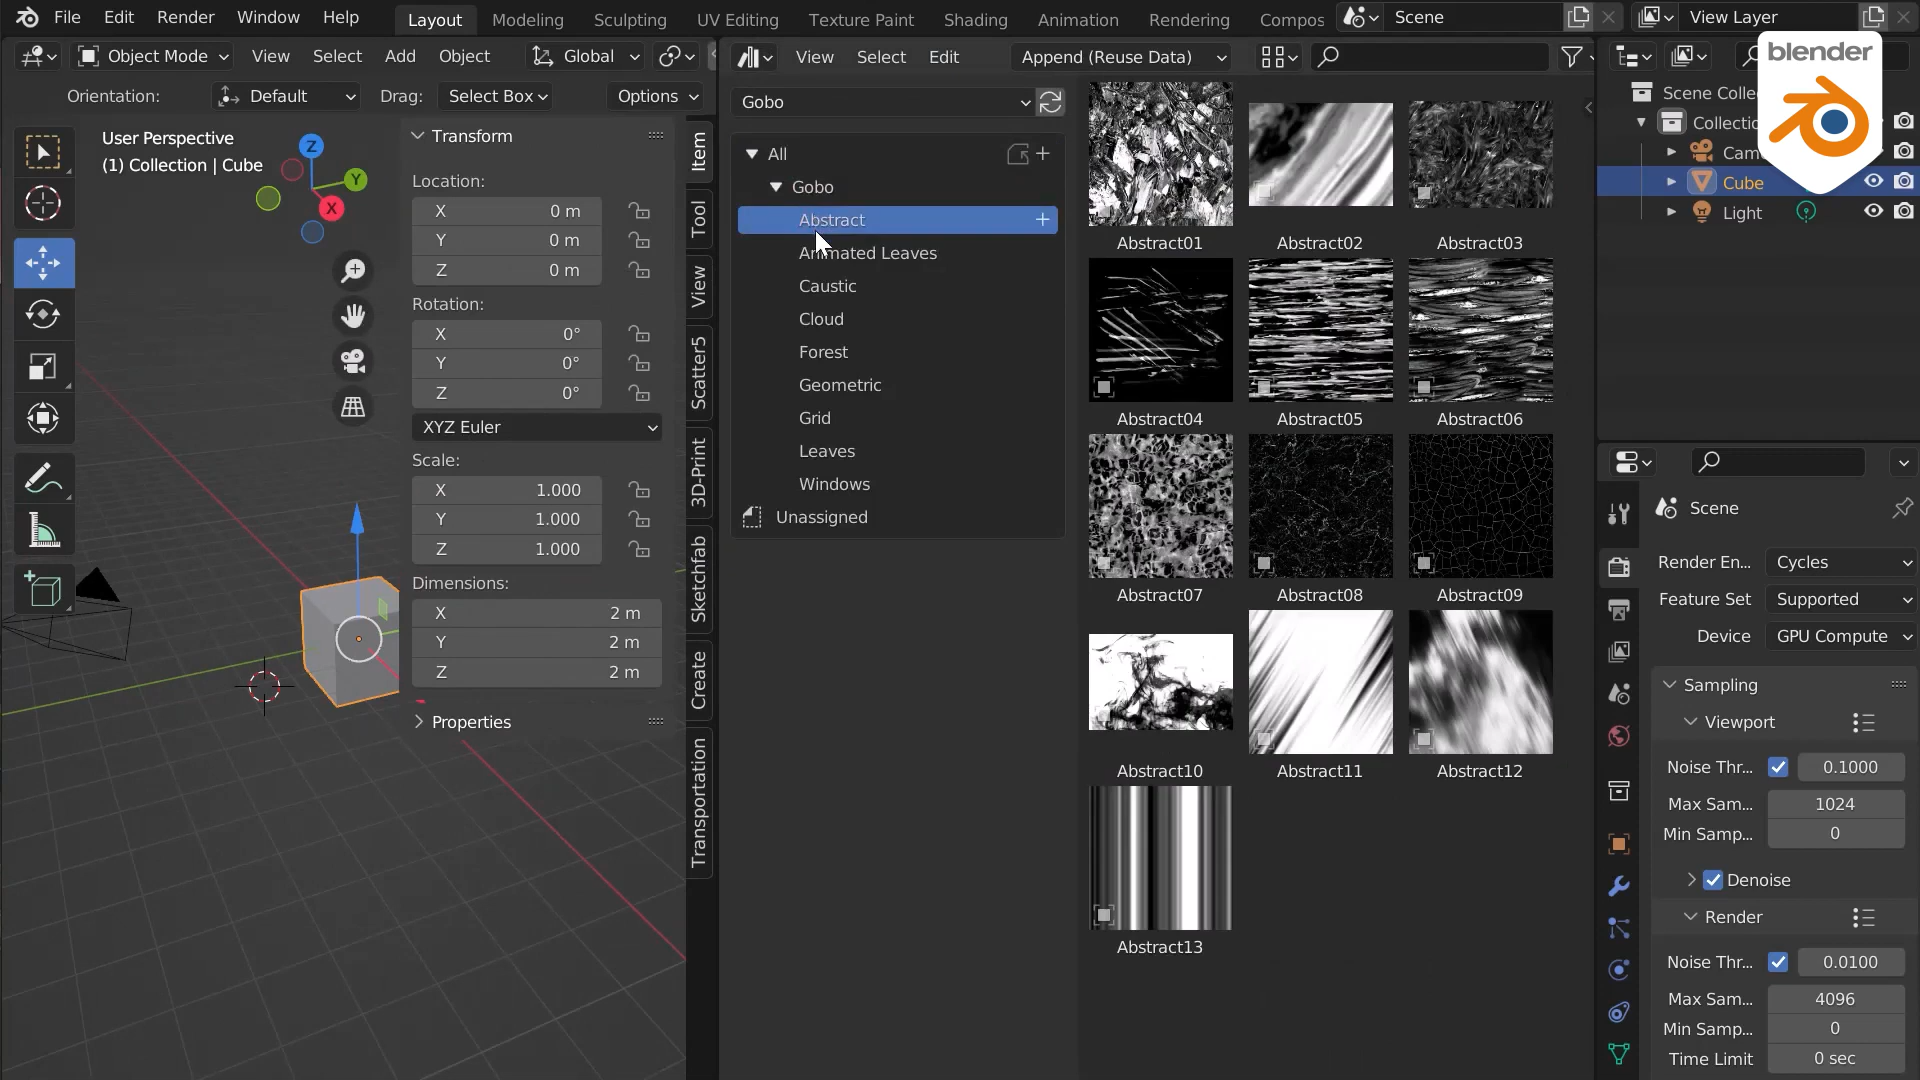 File Edit Render Window Help Layout Modeling Sculpting UV Editing Texture Paint Shading Animation Rendering Compos Scene View Layer
Object Mode View Select Add Object Global
Orientation: Default Drag: Select Box Options
User Perspective
(1) Collection | Cube
Z
Y
X
Transform
Location:
X 0 m
Y 0 m
Z 0 m
Rotation:
X 0°
Y 0°
Z 0°
XYZ Euler
Scale:
X 1.000
Y 1.000
Z 1.000
Dimensions:
X 2 m
Y 2 m
Z 2 m
Properties
Item
Tool
View
Scatter5
3D-Print
Sketchfab
Create
Transportation
View Select Edit Append (Reuse Data)
Gobo
All
Gobo
Abstract
Animated Leaves
Caustic
Cloud
Forest
Geometric
Grid
Leaves
Windows
Unassigned
Abstract01 Abstract02 Abstract03
Abstract04 Abstract05 Abstract06
Abstract07 Abstract08 Abstract09
Abstract10 Abstract11 Abstract12
Abstract13
blender
Scene Colle
Collectio
Cam
Cube
Light
Scene
Render En... Cycles
Feature Set Supported
Device GPU Compute
Sampling
Viewport
Noise Thr... 0.1000
Max Sam... 1024
Min Samp... 0
Denoise
Render
Noise Thr... 0.0100
Max Sam... 4096
Min Samp... 0
Time Limit 0 sec